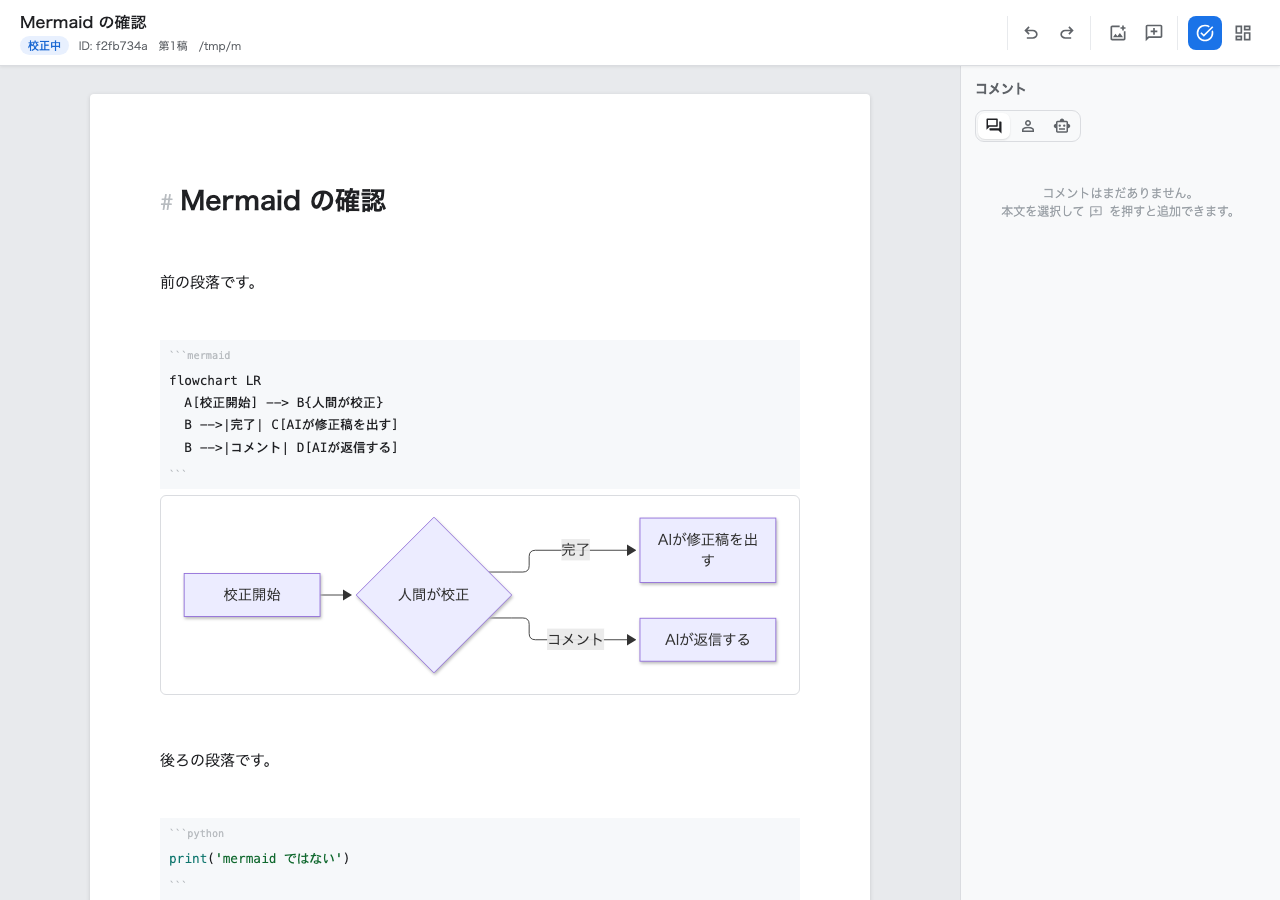 Mermaid の確認
校正中 ID: f2fb734a 第1稿 /tmp/m
コメント
コメントはまだありません。
本文を選択して を押すと追加できます。
# Mermaid の確認
前の段落です。
```mermaid
flowchart LR
  A[校正開始] --> B{人間が校正}
  B -->|完了| C[AIが修正稿を出す]
  B -->|コメント| D[AIが返信する]
```
校正開始
人間が校正
完了
コメント
AIが修正稿を出
す
AIが返信する
後ろの段落です。
```python
print('mermaid ではない')
```